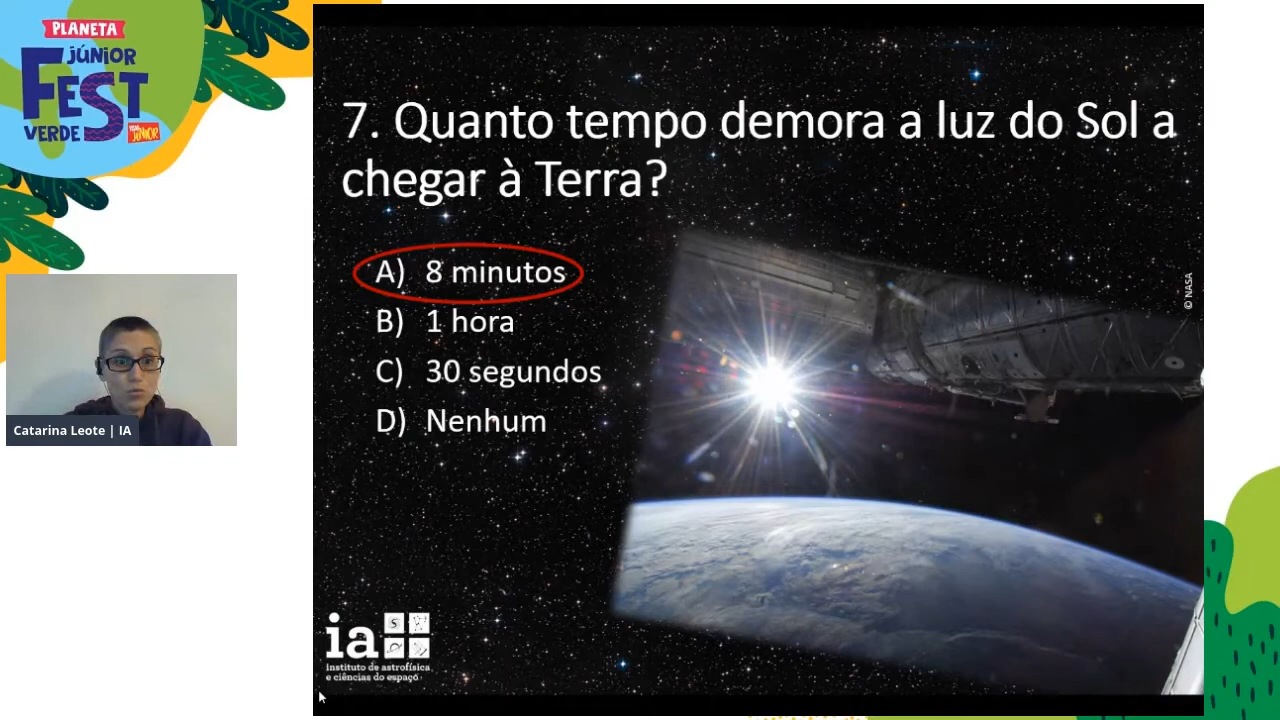 PLANETA
júnior
FEST
VERDE
JÚNIOR
7. Quanto tempo demora a luz do Sol a
chegar à Terra?
A) 8 minutos
B) 1 hora
C) 30 segundos
D) Nenhum
© NASA
Catarina Leote | IA
ia
instituto de astrofísica
e ciências do espaço